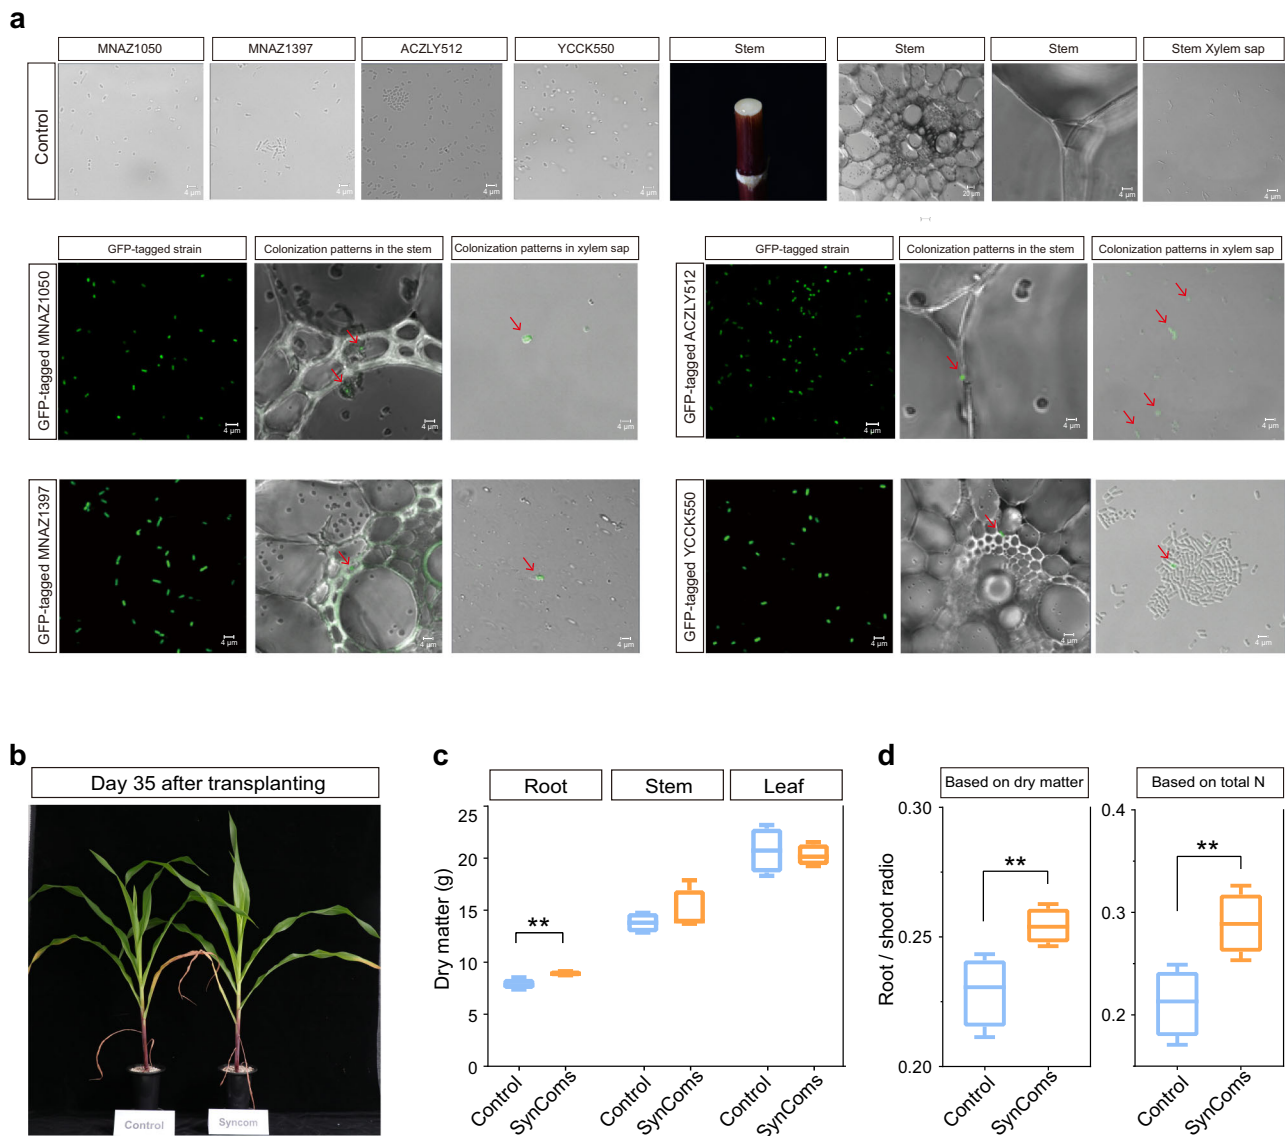 a
MNAZ1050
MNAZ1397
ACZLY512
YCCK550
Stem
Stem
Stem
Stem Xylem sap
Control
4 μm
4 μm
4 μm
4 μm
20 μm
4 μm
4 μm
GFP-tagged strain
Colonization patterns in the stem
Colonization patterns in xylem sap
GFP-tagged MNAZ1050
4 μm
4 μm
4 μm
GFP-tagged strain
Colonization patterns in the stem
Colonization patterns in xylem sap
GFP-tagged ACZLY512
4 μm
4 μm
4 μm
GFP-tagged MNAZ1397
4 μm
4 μm
4 μm
GFP-tagged YCCK550
4 μm
4 μm
4 μm
b
Day 35 after transplanting
Control
Syncom
c
Root
Stem
Leaf
Dry matter (g)
25
20
15
10
5
0
**
Control
SynComs
Control
SynComs
Control
SynComs
d
Based on dry matter
Based on total N
Root / shoot radio
0.30
0.25
0.20
**
Control
SynComs
0.4
0.3
0.2
**
Control
SynComs